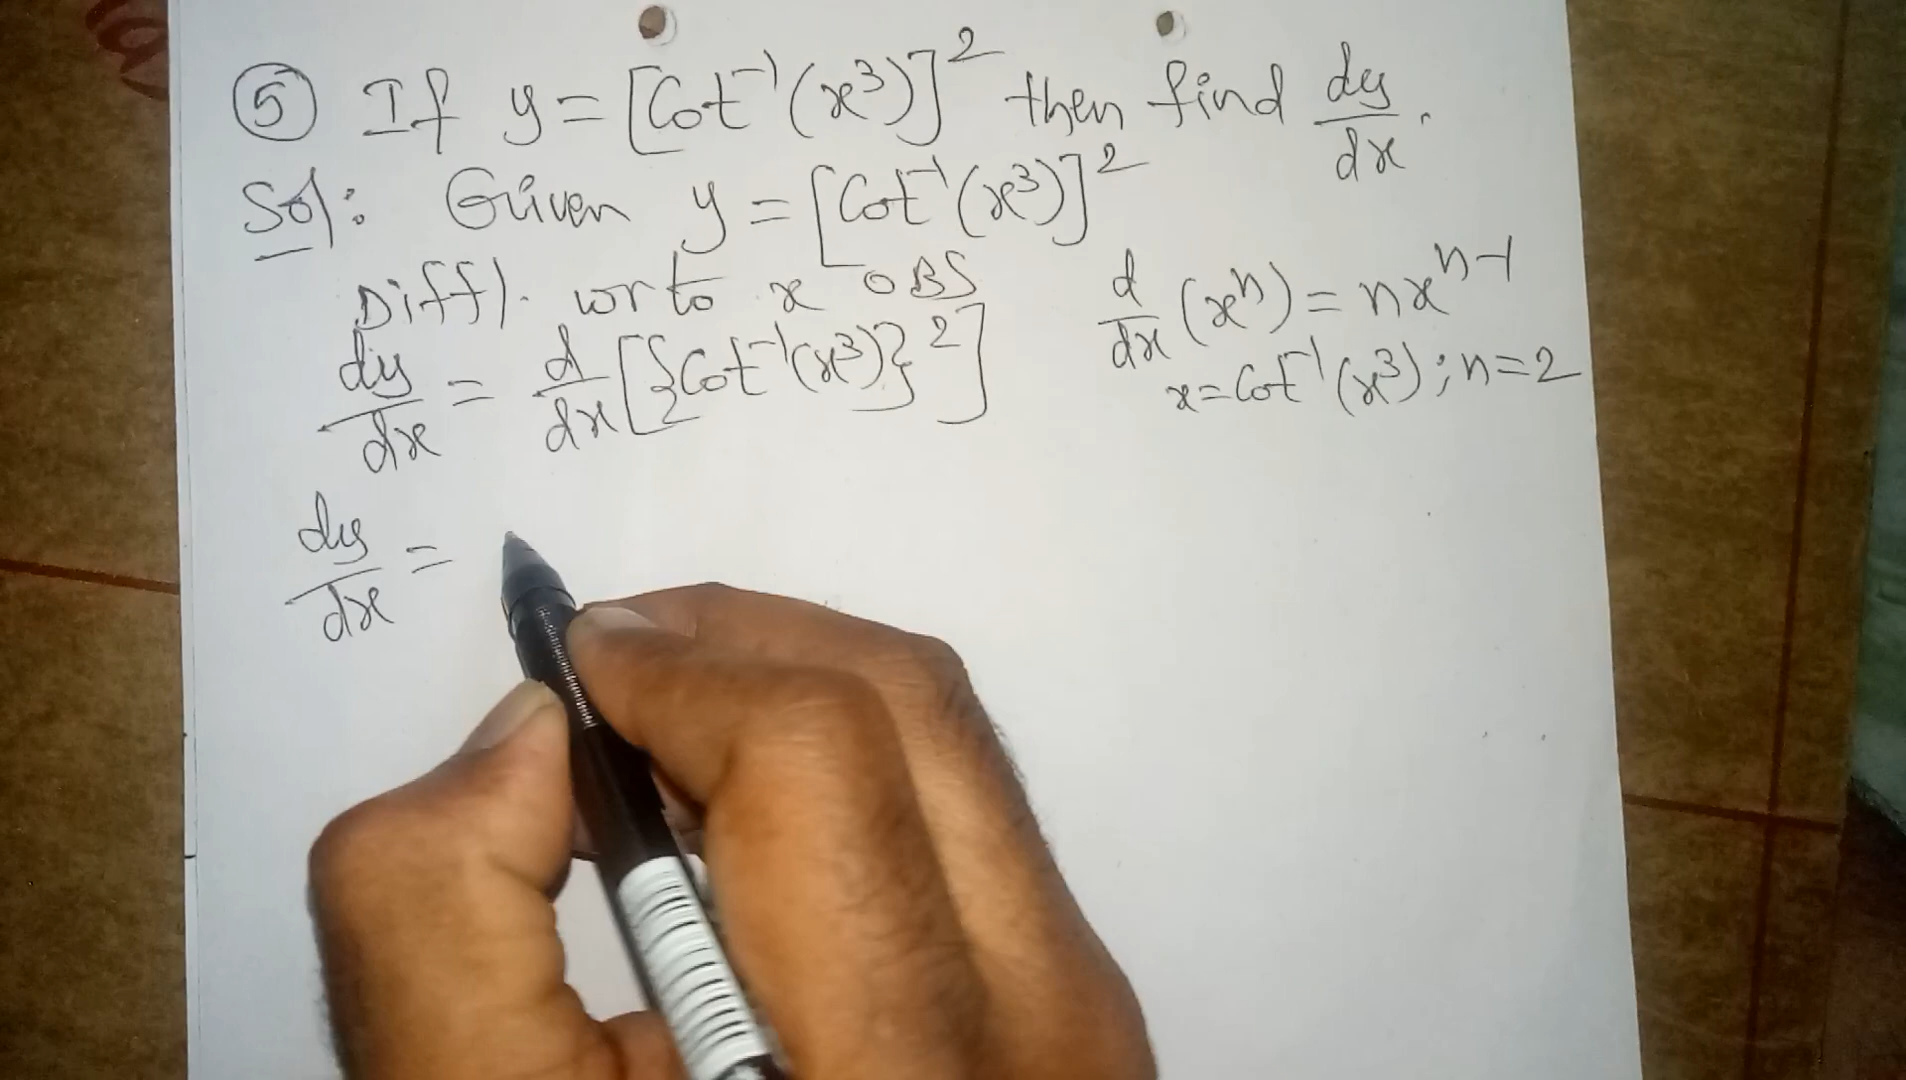 ⑤ If y = [Cot⁻¹(x³)]² then find dy/dx.
Sol: Given y = [Cot⁻¹(x³)]²
Diff). wrto x OBS
dy/dx = d/dx[{Cot⁻¹(x³)}²]
d/dx(xⁿ) = nxⁿ⁻¹
x = Cot⁻¹(x³); n=2
dy/dx =